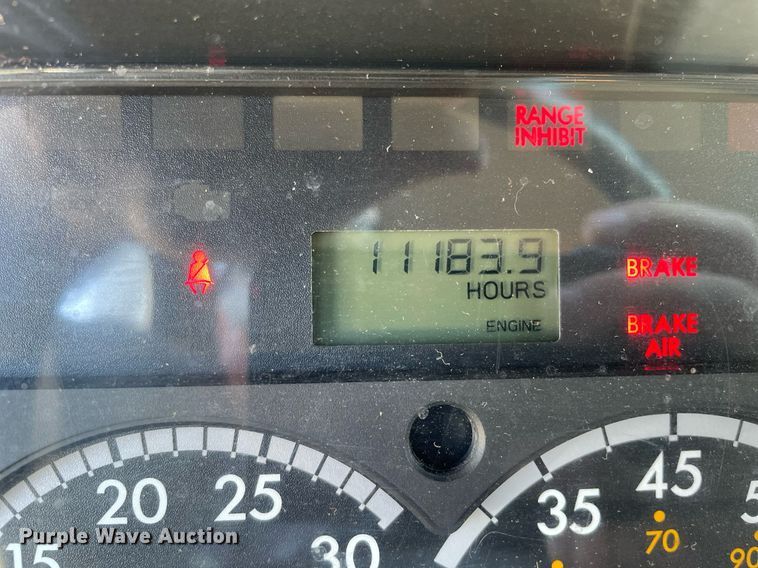 RANGE
INHIBIT
11183.9
HOURS
BRAKE
ENGINE
BRAKE
AIR
20 25 45
35
15 30 70
90
Purple Wave Auction